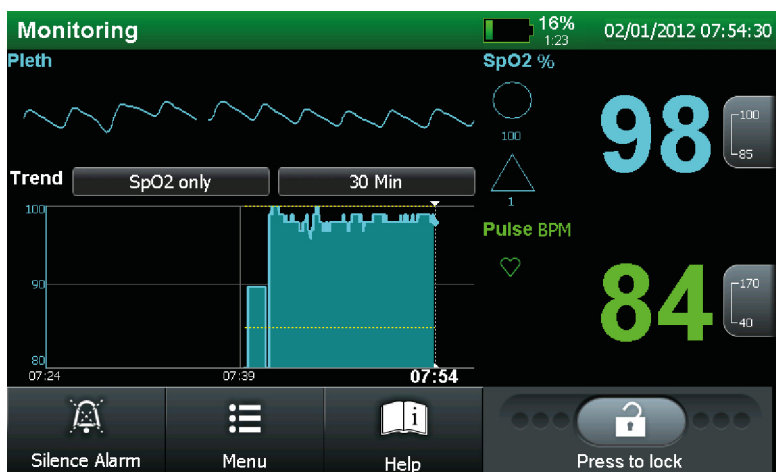 Monitoring
16%
1:23
02/01/2012 07:54:30
Pleth
SpO2 %
100
98
100
85
1
Trend
SpO2 only
30 Min
100
90
80
07:24
07:39
07:54
Pulse BPM
84
170
40
Silence Alarm
Menu
i
Help
Press to lock